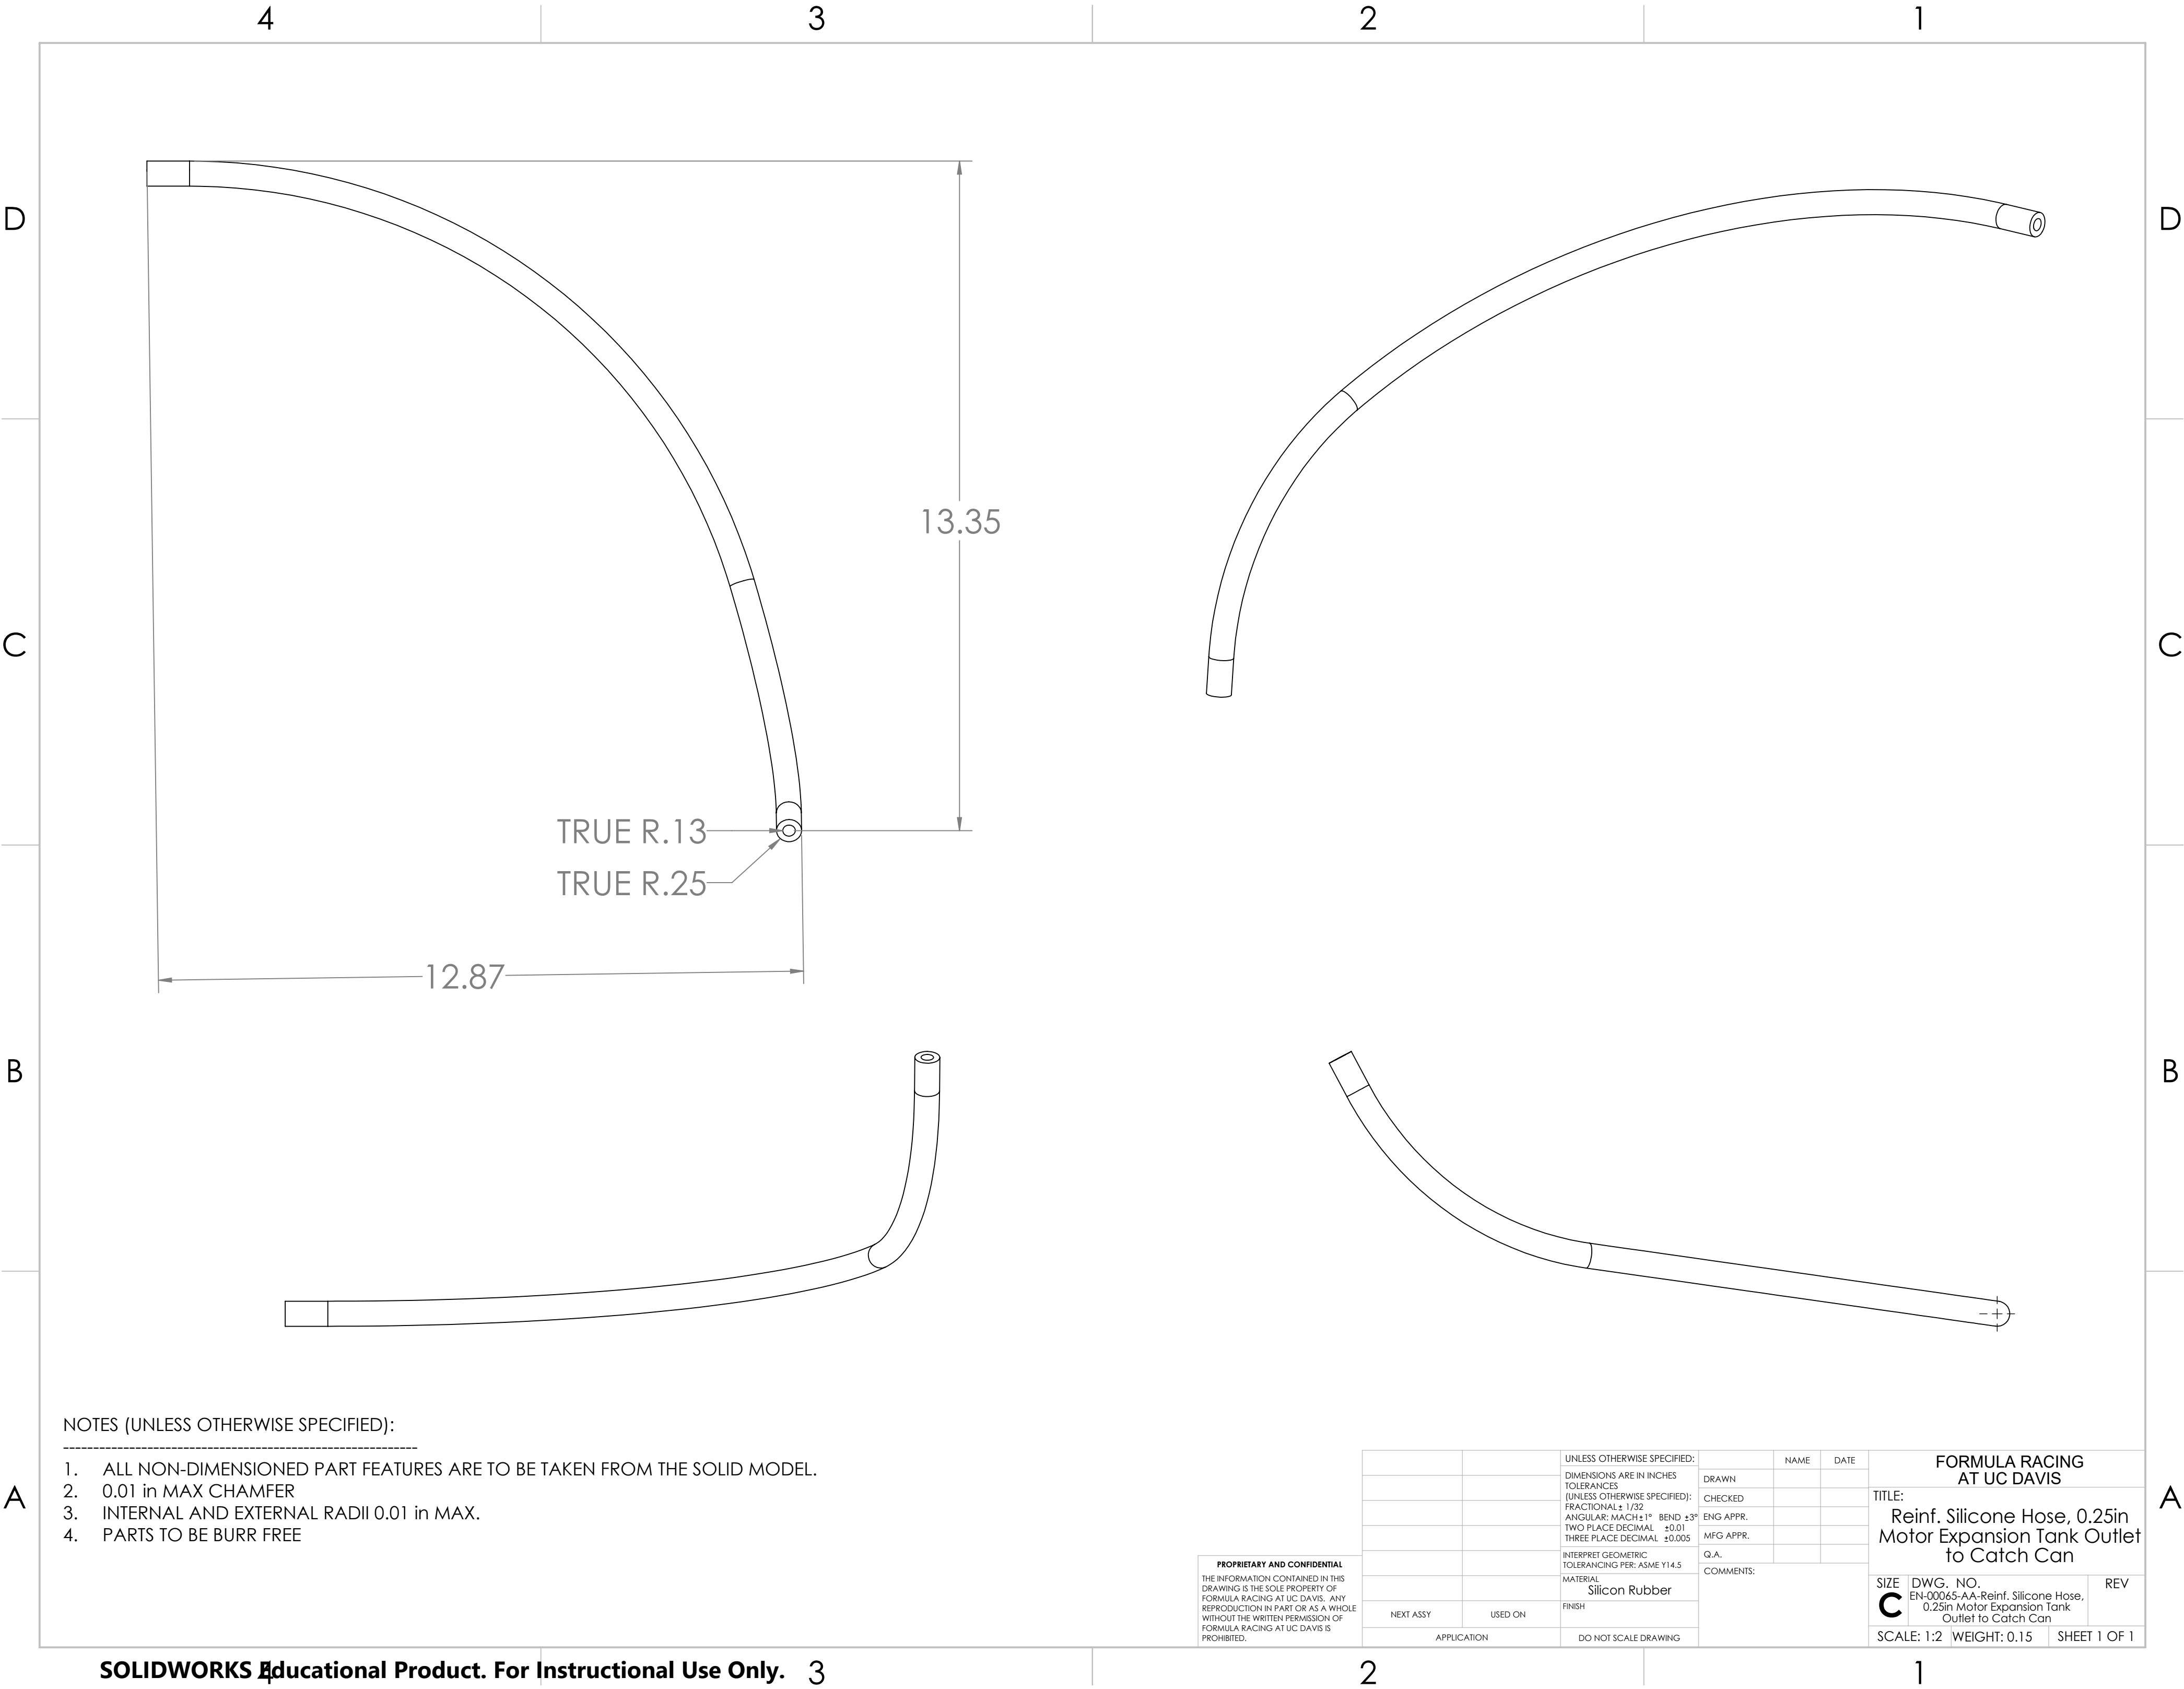 4 3 2 1
D D
13.35
C C
TRUE R.13
TRUE R.25
12.87
B B
NOTES (UNLESS OTHERWISE SPECIFIED):
-----------------------------------------------------------
1. ALL NON-DIMENSIONED PART FEATURES ARE TO BE TAKEN FROM THE SOLID MODEL.
2. 0.01 in MAX CHAMFER
3. INTERNAL AND EXTERNAL RADII 0.01 in MAX.
4. PARTS TO BE BURR FREE
A A
PROPRIETARY AND CONFIDENTIAL
THE INFORMATION CONTAINED IN THIS
DRAWING IS THE SOLE PROPERTY OF
FORMULA RACING AT UC DAVIS. ANY
REPRODUCTION IN PART OR AS A WHOLE
WITHOUT THE WRITTEN PERMISSION OF
FORMULA RACING AT UC DAVIS IS
PROHIBITED.
NEXT ASSY USED ON
APPLICATION
UNLESS OTHERWISE SPECIFIED:
DIMENSIONS ARE IN INCHES
TOLERANCES
(UNLESS OTHERWISE SPECIFIED):
FRACTIONAL± 1/32
ANGULAR: MACH±1° BEND ±3°
TWO PLACE DECIMAL ±0.01
THREE PLACE DECIMAL ±0.005
INTERPRET GEOMETRIC
TOLERANCING PER: ASME Y14.5
MATERIAL
Silicon Rubber
FINISH
DO NOT SCALE DRAWING
NAME DATE
DRAWN
CHECKED
ENG APPR.
MFG APPR.
Q.A.
COMMENTS:
FORMULA RACING
AT UC DAVIS
TITLE:
Reinf. Silicone Hose, 0.25in
Motor Expansion Tank Outlet
to Catch Can
SIZE DWG. NO. REV
C
EN-00065-AA-Reinf. Silicone Hose,
0.25in Motor Expansion Tank
Outlet to Catch Can
SCALE: 1:2 WEIGHT: 0.15 SHEET 1 OF 1
SOLIDWORKS Educational Product. For Instructional Use Only.
4 3 2 1